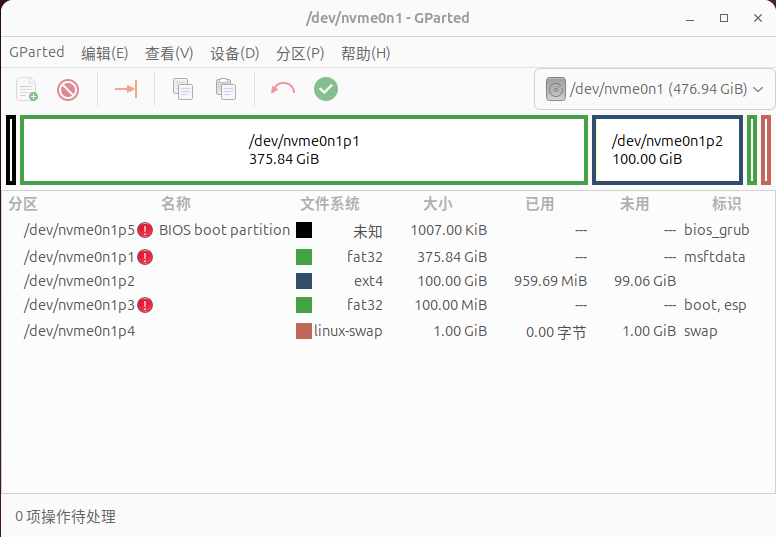 /dev/nvme0n1 - GParted
GParted 编辑(E) 查看(V) 设备(D) 分区(P) 帮助(H)
/dev/nvme0n1 (476.94 GiB)
/dev/nvme0n1p1
375.84 GiB
/dev/nvme0n1p2
100.00 GiB
分区 名称 文件系统 大小 已用 未用 标识
/dev/nvme0n1p5 BIOS boot partition 未知 1007.00 KiB --- --- bios_grub
/dev/nvme0n1p1 fat32 375.84 GiB --- --- msftdata
/dev/nvme0n1p2 ext4 100.00 GiB 959.69 MiB 99.06 GiB
/dev/nvme0n1p3 fat32 100.00 MiB --- --- boot, esp
/dev/nvme0n1p4 linux-swap 1.00 GiB 0.00 字节 1.00 GiB swap
0 项操作待处理